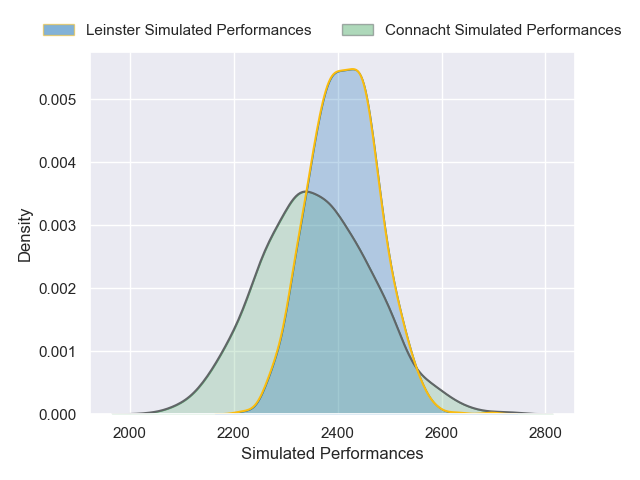 Leinster Simulated Performances Connacht Simulated Performances
0.005
0.004
0.003
0.002
0.001
0.000
Density
2000 2200 2400 2600 2800
Simulated Performances